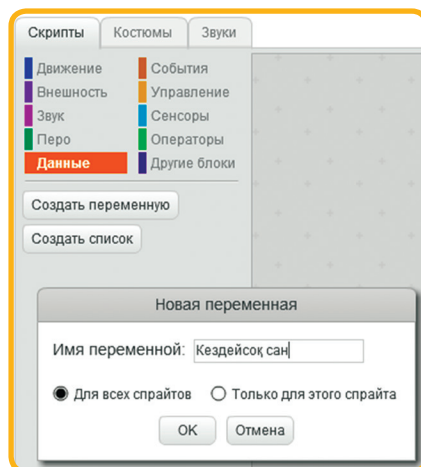 Скрипты Костюмы Звуки
Движение События
Внешность Управление
Звук Сенсоры
Перо Операторы
Данные Другие блоки
Создать переменную
Создать список
Новая переменная
Имя переменной: Кездейсоқ сан
Для всех спрайтов Только для этого спрайта
OK Отмена